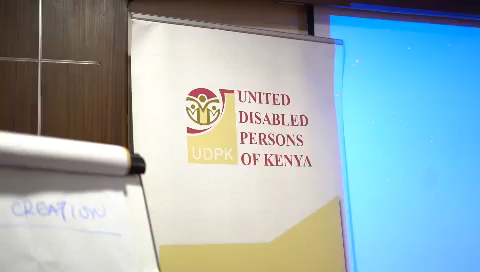 UNITED
DISABLED
PERSONS
OF KENYA
UDPK
CREATION